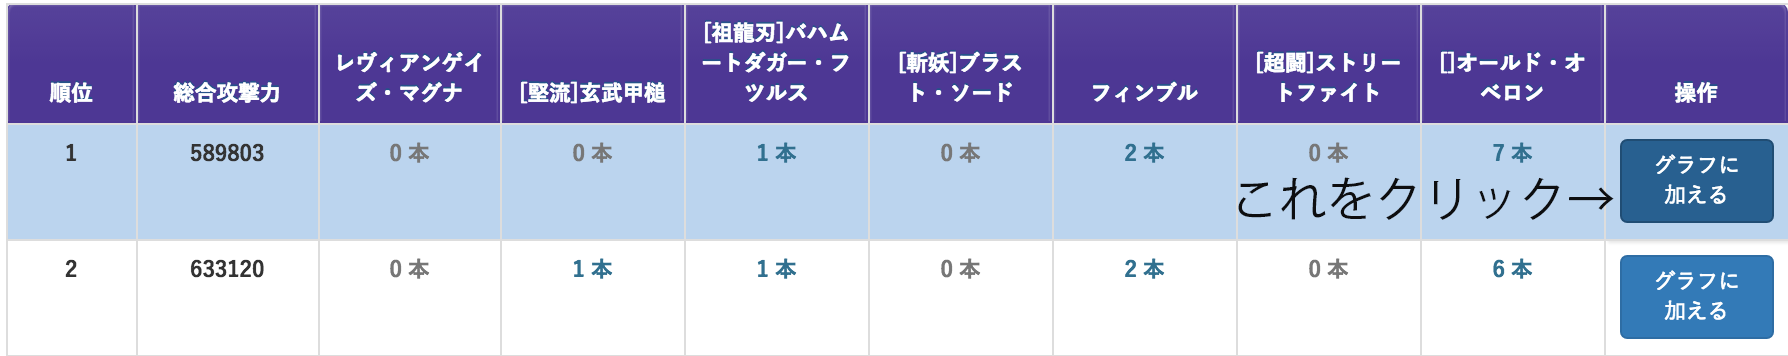 順位
総合攻撃力
レヴィアンゲイ
ズ・マグナ
[堅流]玄武甲槌
[祖龍刃]バハム
ートダガー・フ
ツルス
[斬妖]ブラス
ト・ソード
フィンブル
[超闘]ストリー
トファイト
[]オールド・オ
ベロン
操作
1
589803
0 本
0 本
1 本
0 本
2 本
0 本
7 本
グラフに
加える
これをクリック→
2
633120
0 本
1 本
1 本
0 本
2 本
0 本
6 本
グラフに
加える